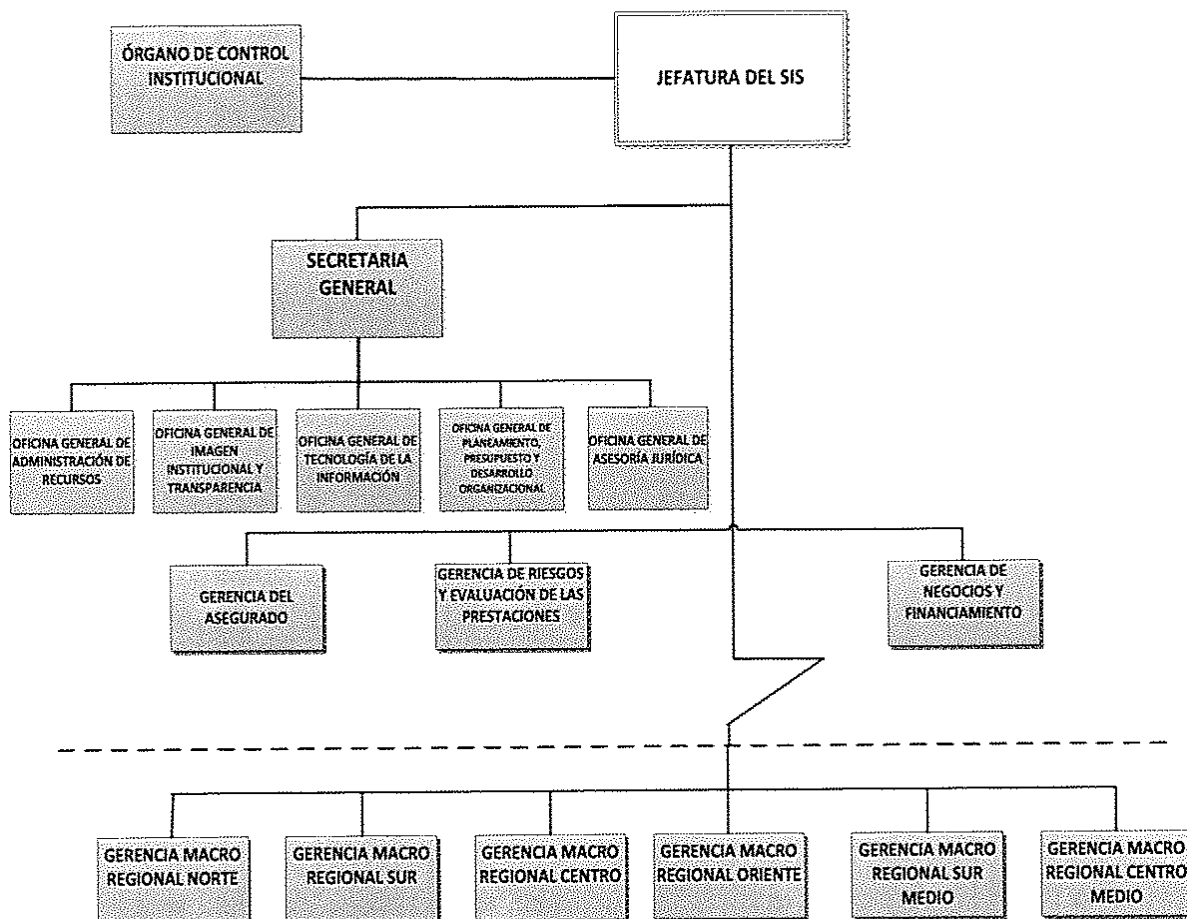 ÓRGANO DE CONTROL
INSTITUCIONAL
JEFATURA DEL SIS
SECRETARIA
GENERAL
OFICINA GENERAL DE
ADMINISTRACIÓN DE
RECURSOS
OFICINA GENERAL DE
IMAGEN
INSTITUCIONAL Y
TRANSPARENCIA
OFICINA GENERAL DE
TECNOLOGÍA DE LA
INFORMACIÓN
OFICINA GENERAL DE
PLANEAMIENTO,
PRESUPUESTO Y
DESARROLLO
ORGANIZACIONAL
OFICINA GENERAL DE
ASESORÍA JURÍDICA
GERENCIA DEL
ASEGURADO
GERENCIA DE RIESGOS
Y EVALUACIÓN DE LAS
PRESTACIONES
GERENCIA DE
NEGOCIOS Y
FINANCIAMIENTO
GERENCIA MACRO
REGIONAL NORTE
GERENCIA MACRO
REGIONAL SUR
GERENCIA MACRO
REGIONAL CENTRO
GERENCIA MACRO
REGIONAL ORIENTE
GERENCIA MACRO
REGIONAL SUR
MEDIO
GERENCIA MACRO
REGIONAL CENTRO
MEDIO